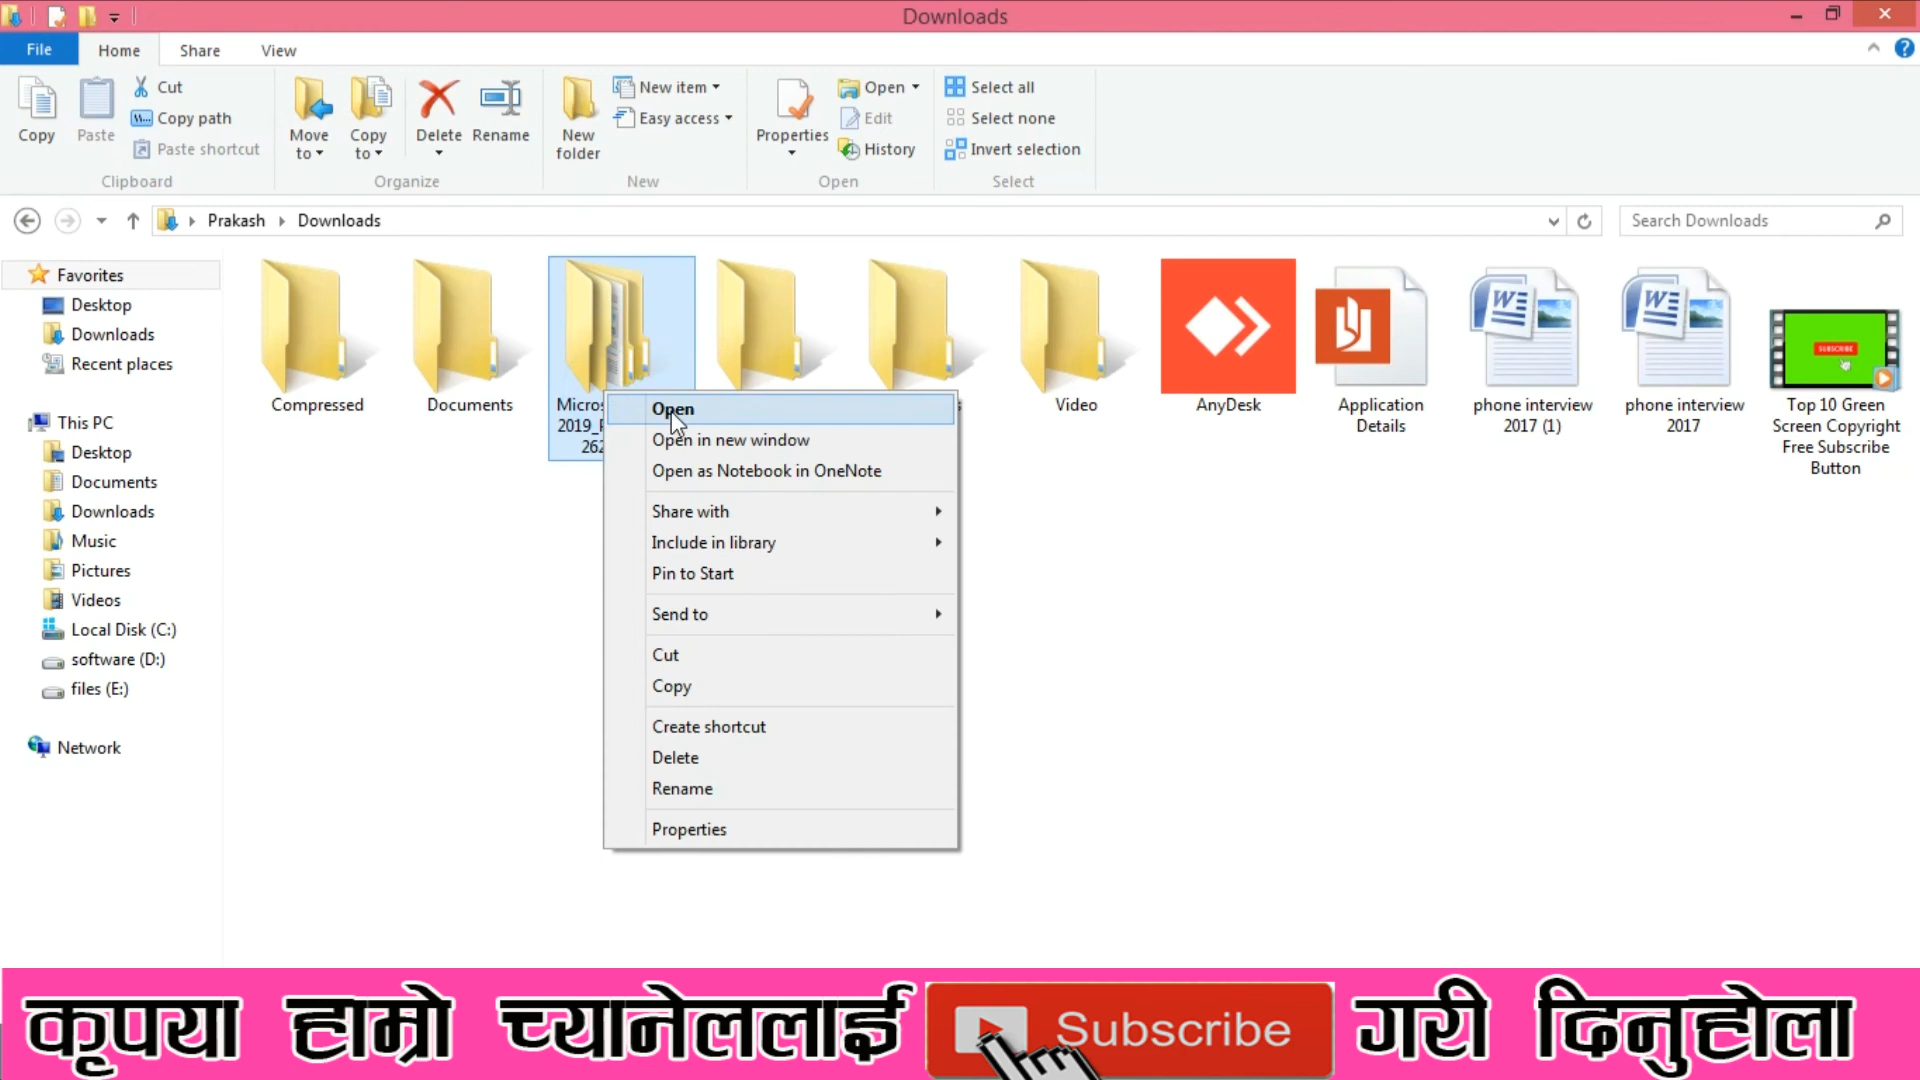 Downloads
File Home Share View
Copy
Paste
Cut
Copy path
Paste shortcut
Clipboard
Move to
Copy to
Delete
Rename
Organize
New folder
New item
Easy access
New
Properties
Open
Edit
History
Open
Select all
Select none
Invert selection
Select
Prakash Downloads
Search Downloads
Favorites
Desktop
Downloads
Recent places
This PC
Desktop
Documents
Downloads
Music
Pictures
Videos
Local Disk (C:)
software (D:)
files (E:)
Network
Compressed
Documents
Video
AnyDesk
Application
Details
phone interview
2017 (1)
phone interview
2017
SUBSCRIBE
Top 10 Green
Screen Copyright
Free Subscribe
Button
Open
Open in new window
Open as Notebook in OneNote
Share with
Include in library
Pin to Start
Send to
Cut
Copy
Create shortcut
Delete
Rename
Properties
कृपया हाम्रो च्यानेललाई Subscribe गरी दिनुहोला